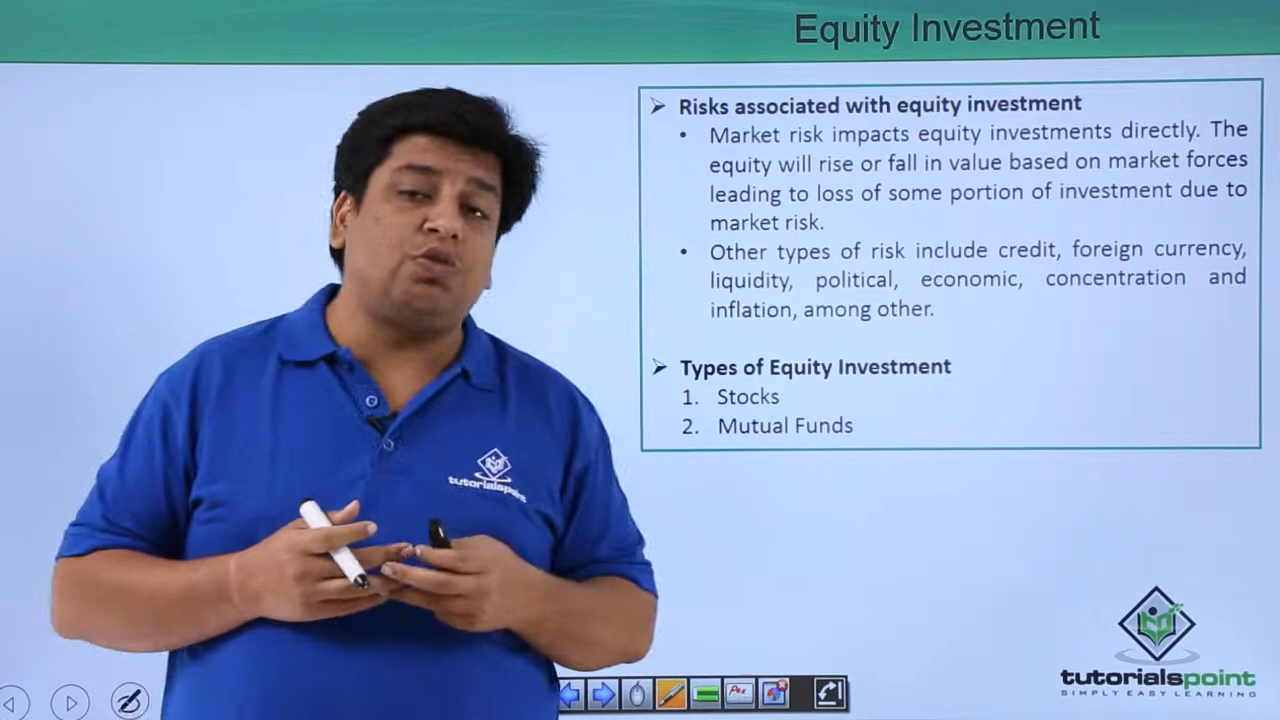 Equity Investment
➢ Risks associated with equity investment
• Market risk impacts equity investments directly. The
equity will rise or fall in value based on market forces
leading to loss of some portion of investment due to
market risk.
• Other types of risk include credit, foreign currency,
liquidity, political, economic, concentration and
inflation, among other.
➢ Types of Equity Investment
1. Stocks
2. Mutual Funds
tutorialspoint
Pen
tutorialspoint
SIMPLY EASY LEARNING